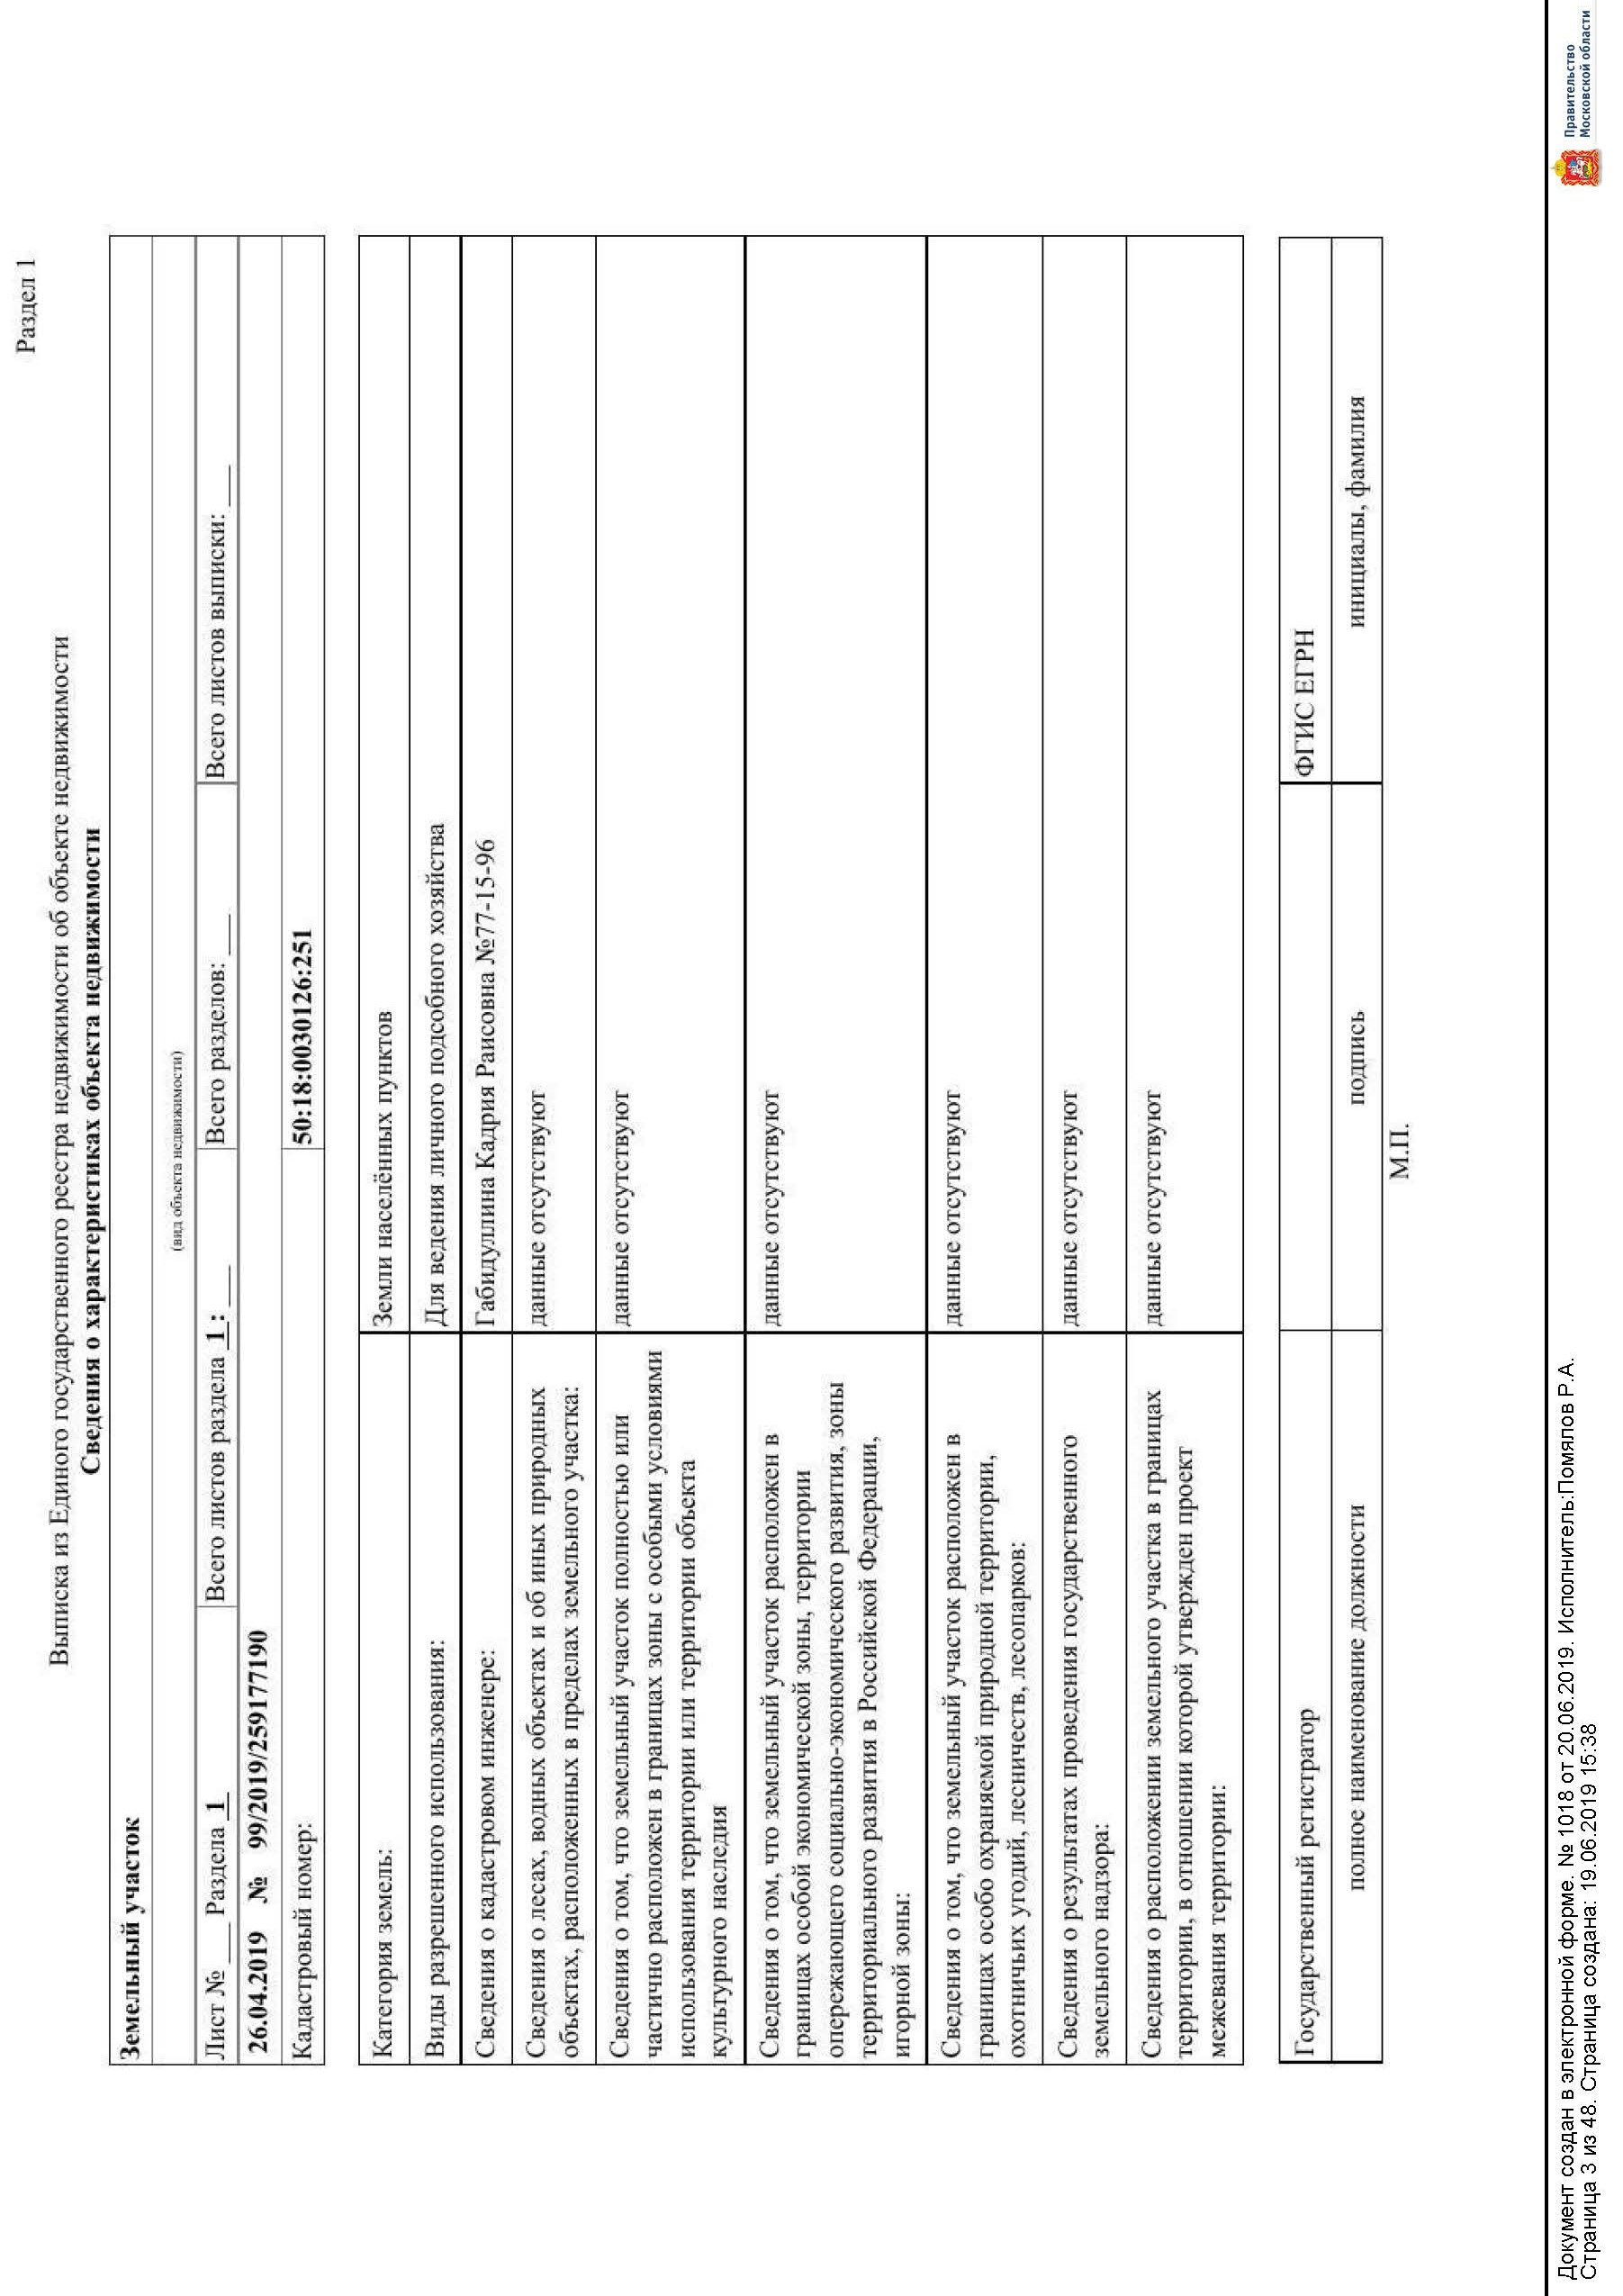 Раздел 1
Выписка из Единого государственного реестра недвижимости об объекте недвижимости
Сведения о характеристиках объекта недвижимости
Земельный участок
(вид объекта недвижимости)
Лист № ___ Раздела 1 Всего листов раздела 1 : ___ Всего разделов: ___ Всего листов выписки: ___
26.04.2019 № 99/2019/259177190
Кадастровый номер: 50:18:0030126:251
Категория земель: Земли населённых пунктов
Виды разрешенного использования: Для ведения личного подсобного хозяйства
Сведения о кадастровом инженере: Габидуллина Кадрия Раисовна №77-15-96
Сведения о лесах, водных объектах и об иных природных данные отсутствуют
объектах, расположенных в пределах земельного участка:
Сведения о том, что земельный участок полностью или данные отсутствуют
частично расположен в границах зоны с особыми условиями
использования территории или территории объекта
культурного наследия
Сведения о том, что земельный участок расположен в данные отсутствуют
границах особой экономической зоны, территории
опережающего социально-экономического развития, зоны
территориального развития в Российской Федерации,
игорной зоны:
Сведения о том, что земельный участок расположен в данные отсутствуют
границах особо охраняемой природной территории,
охотничьих угодий, лесничеств, лесопарков:
Сведения о результатах проведения государственного данные отсутствуют
земельного надзора:
Сведения о расположении земельного участка в границах данные отсутствуют
территории, в отношении которой утвержден проект
межевания территории:
Государственный регистратор ФГИС ЕГРН
полное наименование должности подпись инициалы, фамилия
М.П.
Документ создан в электронной форме. № 1018 от 20.06.2019. Исполнитель:Помялов Р.А.
Страница 3 из 48. Страница создана: 19.06.2019 15:38
Правительство
Московской области